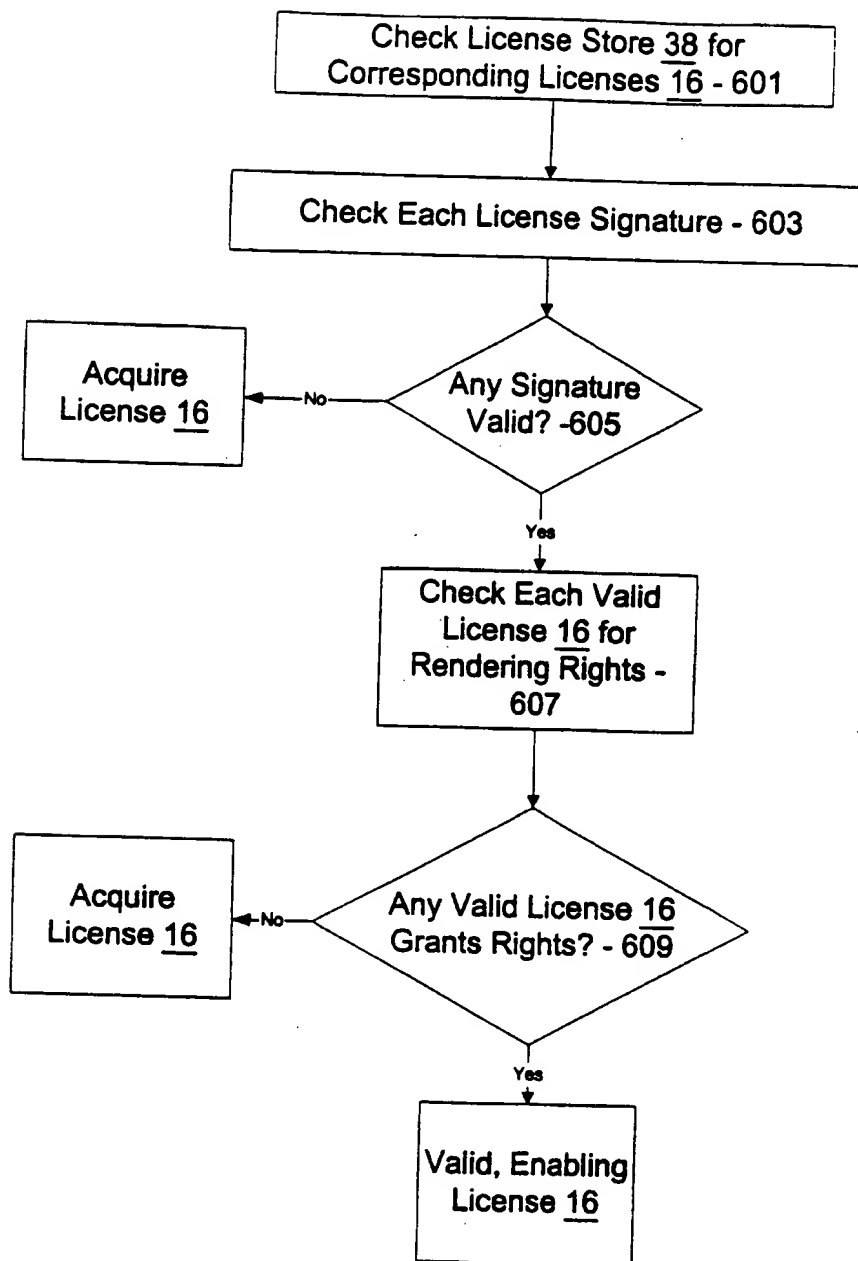 Check License Store 38 for
Corresponding Licenses 16 - 601
Check Each License Signature - 603
Acquire
License 16
No
Any Signature
Valid? -605
Yes
Check Each Valid
License 16 for
Rendering Rights -
607
Acquire
License 16
No
Any Valid License 16
Grants Rights? - 609
Yes
Valid, Enabling
License 16